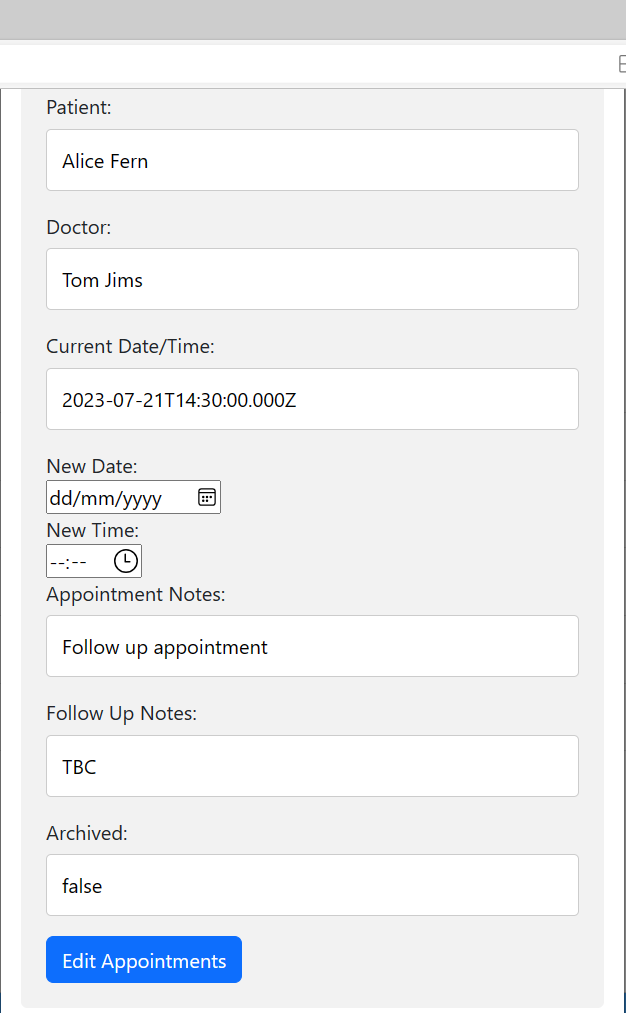 Patient:
Alice Fern
Doctor:
Tom Jims
Current Date/Time:
2023-07-21T14:30:00.000Z
New Date:
dd/mm/yyyy
New Time:
--:--
Appointment Notes:
Follow up appointment
Follow Up Notes:
TBC
Archived:
false
Edit Appointments